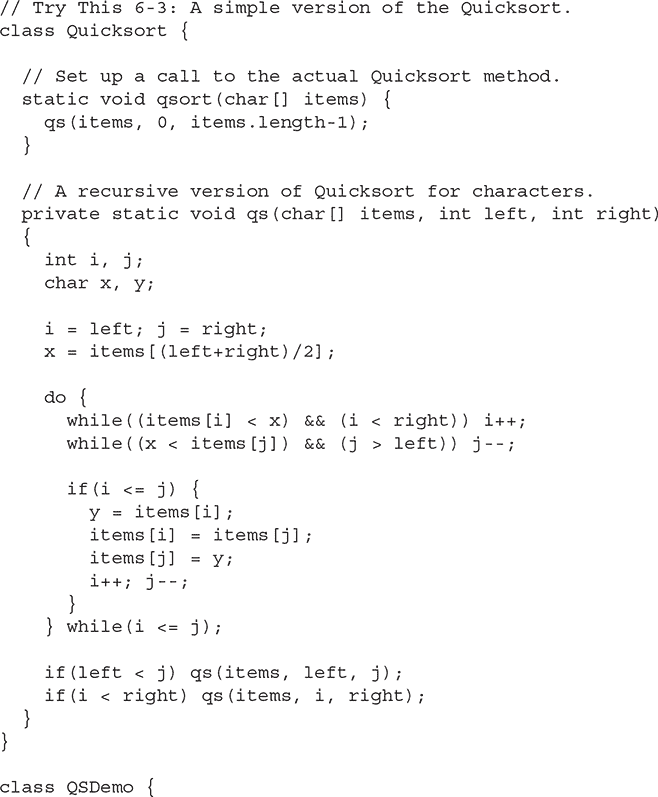 // Try This 6-3: A simple version of the Quicksort.
class Quicksort {

  // Set up a call to the actual Quicksort method.
  static void qsort(char[] items) {
    qs(items, 0, items.length-1);
  }

  // A recursive version of Quicksort for characters.
  private static void qs(char[] items, int left, int right)
  {
    int i, j;
    char x, y;

    i = left; j = right;
    x = items[(left+right)/2];

    do {
      while((items[i] < x) && (i < right)) i++;
      while((x < items[j]) && (j > left)) j--;

      if(i <= j) {
        y = items[i];
        items[i] = items[j];
        items[j] = y;
        i++; j--;
      }
    } while(i <= j);

    if(left < j) qs(items, left, j);
    if(i < right) qs(items, i, right);
  }
}

class QSDemo {